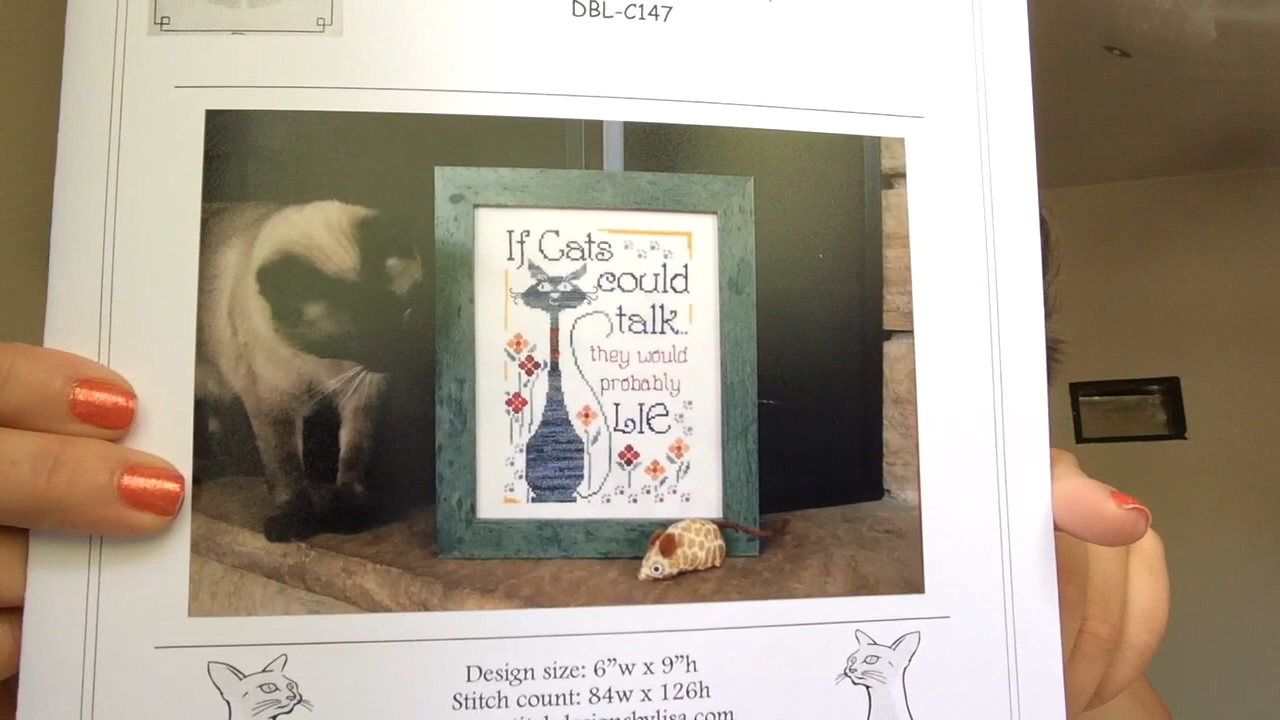 DBL-C147
If Cats
could
talk..
they would
probably
LIE
Design size: 6”w x 9”h
Stitch count: 84w x 126h